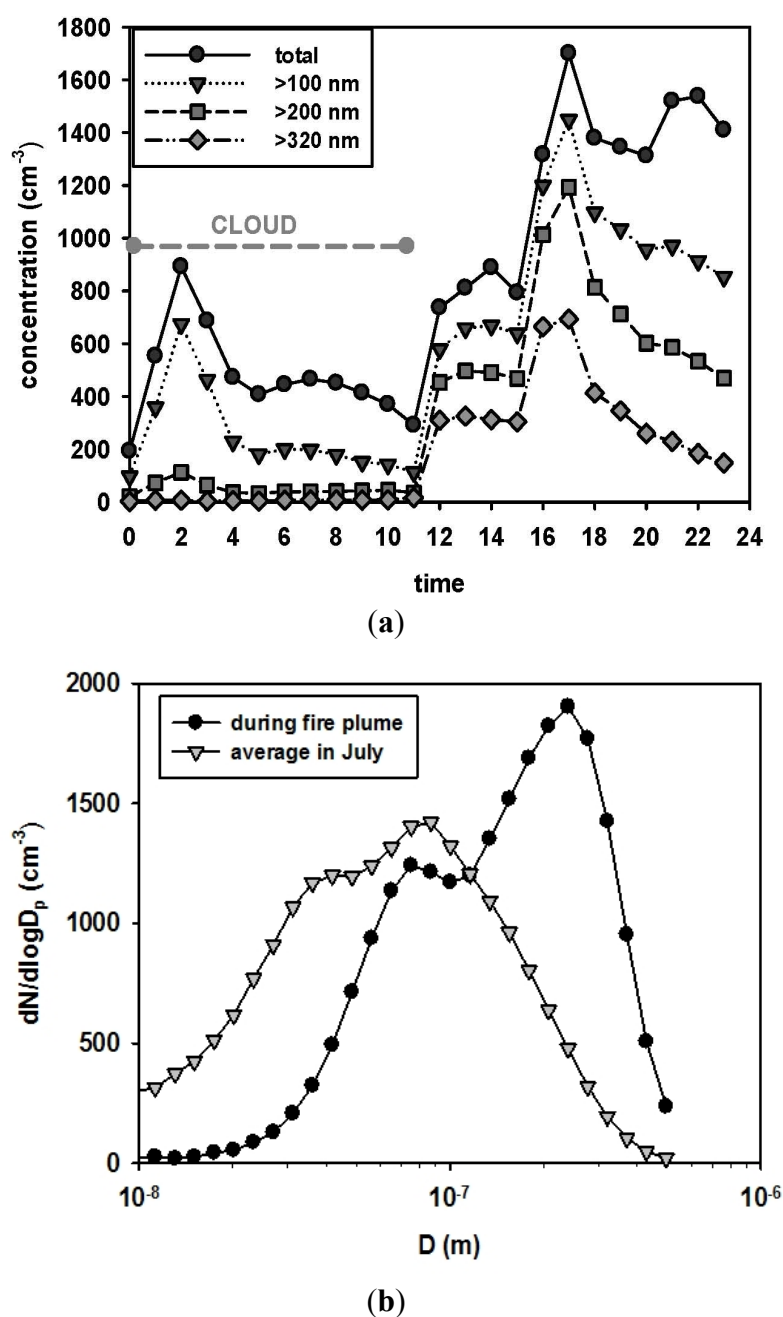 1800
1600
1400
1200
1000
800
600
400
200
0
concentration (cm-3)
total
>100 nm
>200 nm
>320 nm
CLOUD
0 2 4 6 8 10 12 14 16 18 20 22 24
time
(a)
2000
1500
1000
500
0
dN/dlogDp (cm-3)
during fire plume
average in July
10-8 10-7 10-6
D (m)
(b)